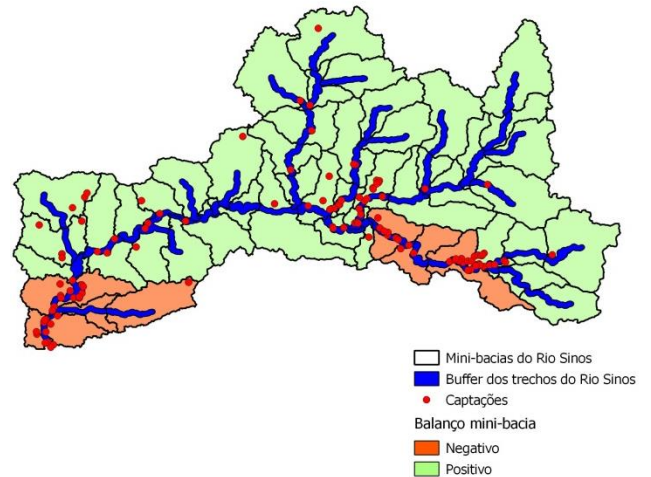 Mini-bacias do Rio Sinos
Buffer dos trechos do Rio Sinos
Captações
Balanço mini-bacia
Negativo
Positivo